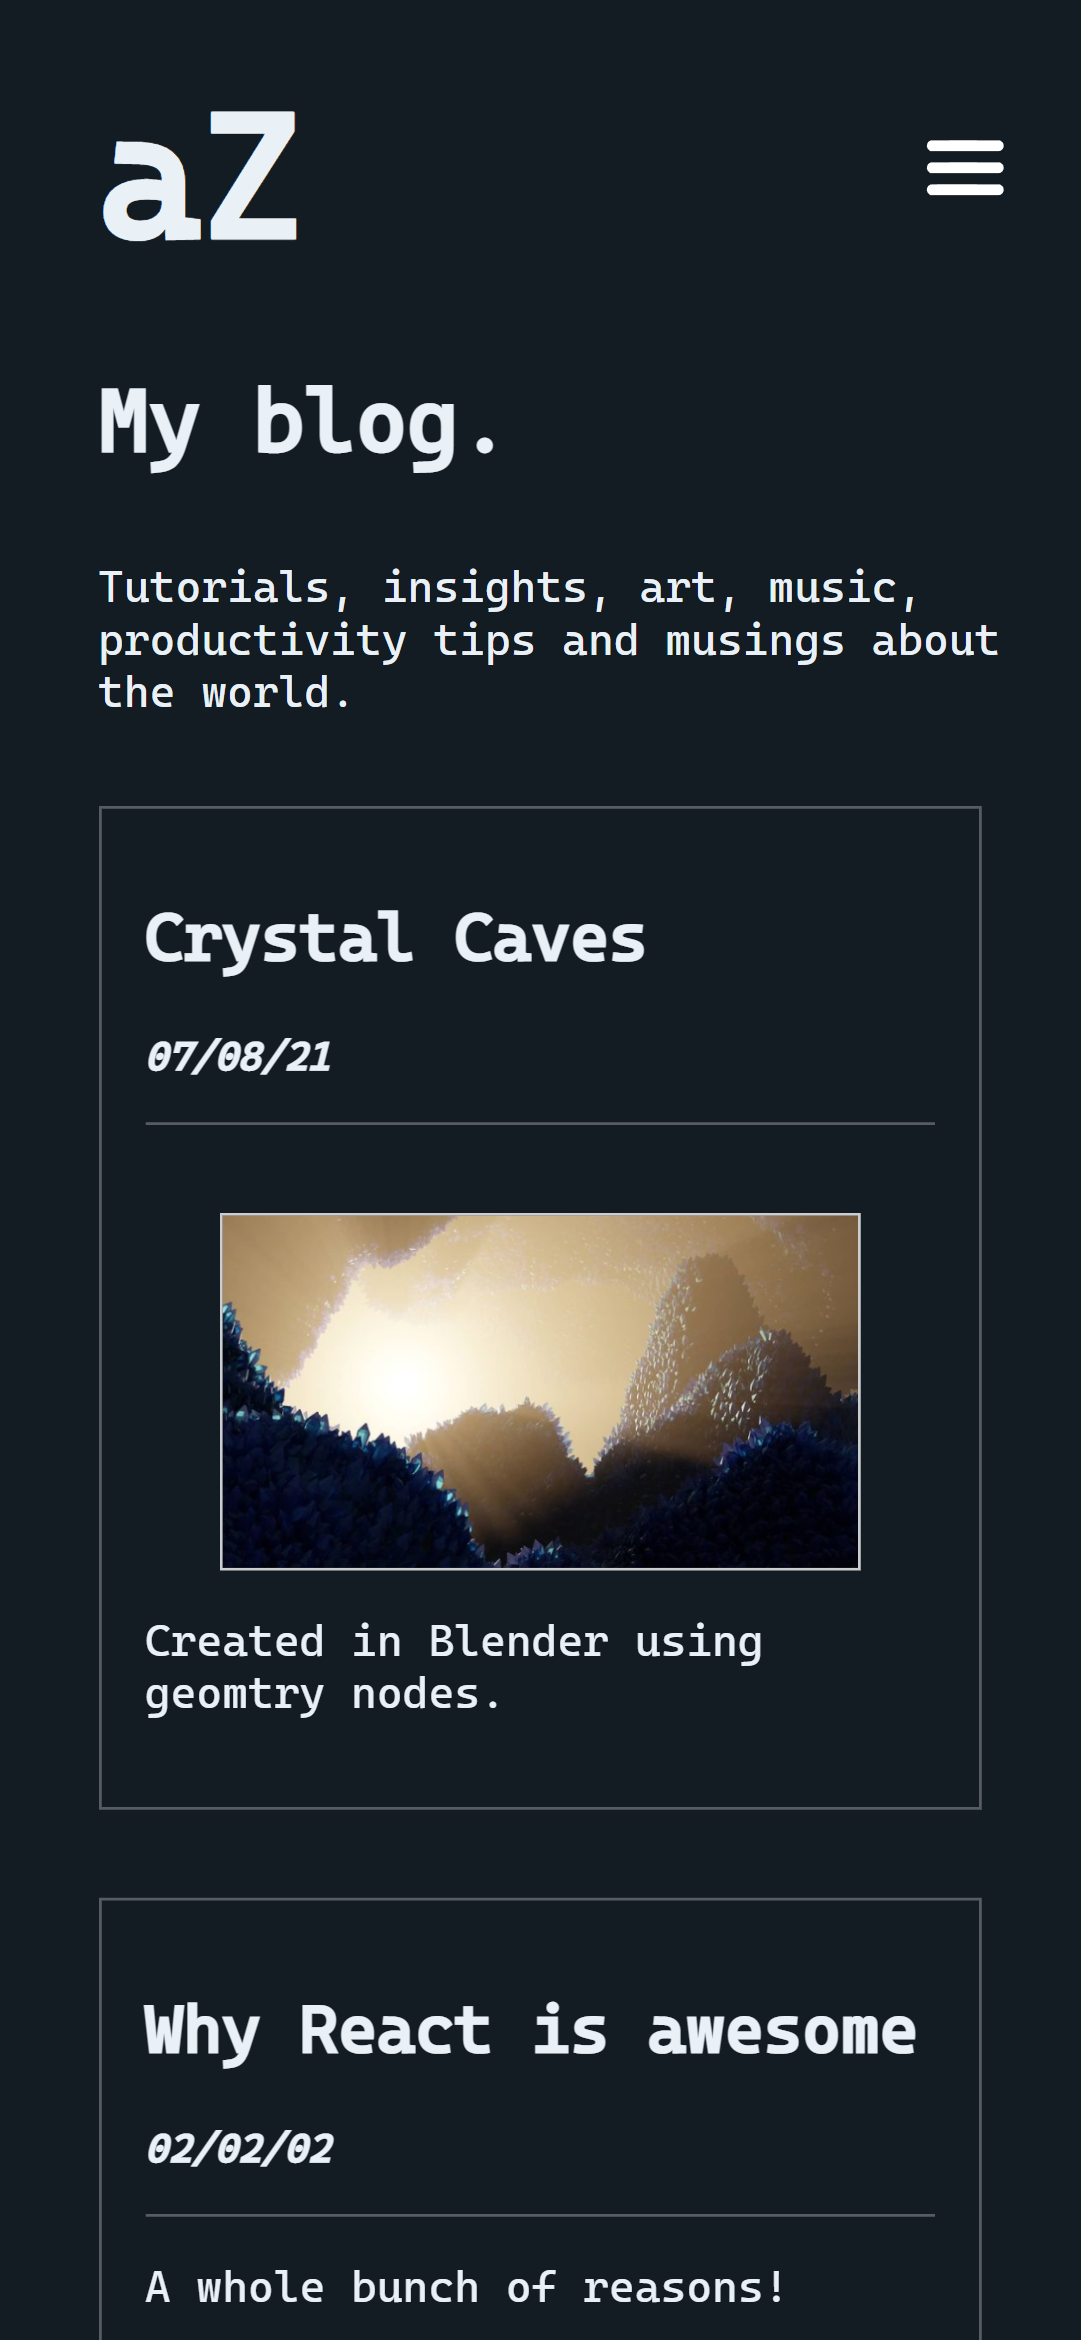 aZ
My blog.
Tutorials, insights, art, music,
productivity tips and musings about
the world.
Crystal Caves
07/08/21
Created in Blender using
geomtry nodes.
Why React is awesome
02/02/02
A whole bunch of reasons!